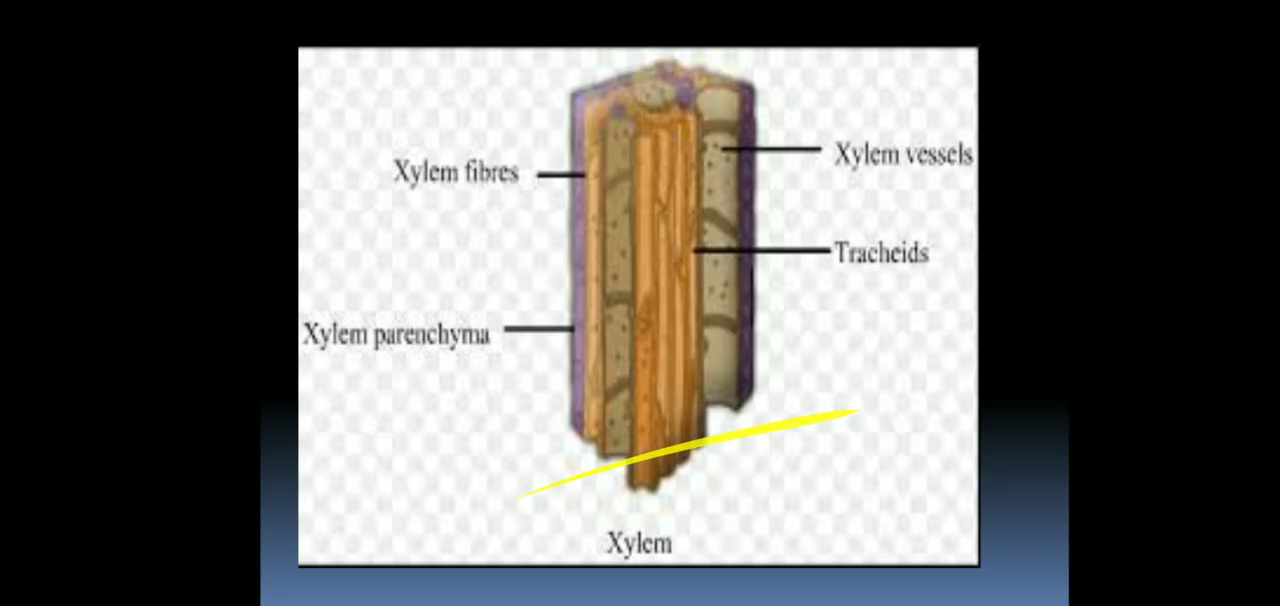 Xylem fibres
Xylem vessels
Tracheids
Xylem parenchyma
Xylem